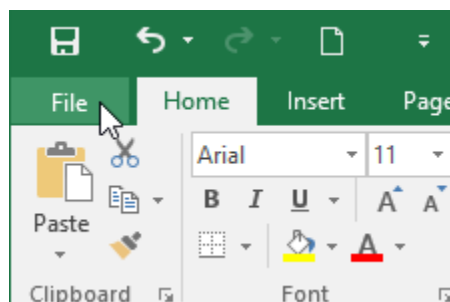 File Home Insert Page
Arial 11
B I U A A
Paste A
Clipboard Font